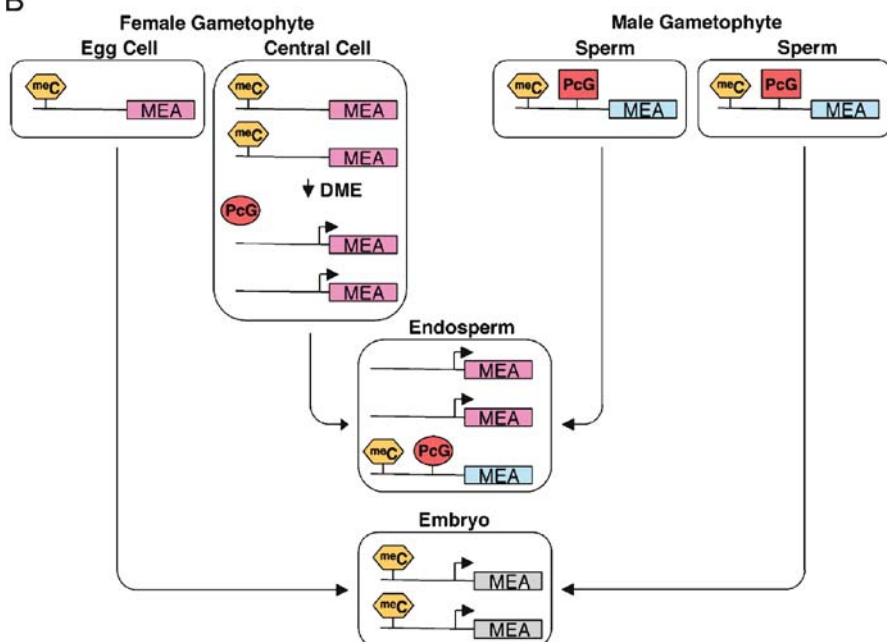 B
Female Gametophyte
Male Gametophyte
Egg Cell
Central Cell
Sperm
Sperm
meC
MEA
meC
MEA
meC
MEA
DME
PcG
MEA
MEA
meC
PcG
MEA
meC
PcG
MEA
Endosperm
MEA
MEA
meC
PcG
MEA
Embryo
meC
MEA
meC
MEA